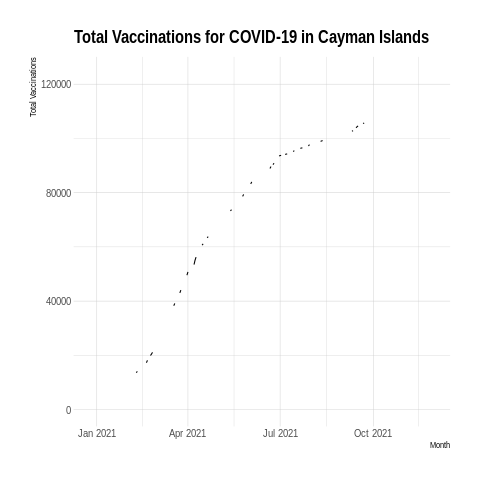 Total Vaccinations for COVID-19 in Cayman Islands
Total Vaccinations
120000
80000
40000
0
Jan 2021 Apr 2021 Jul 2021 Oct 2021
Month